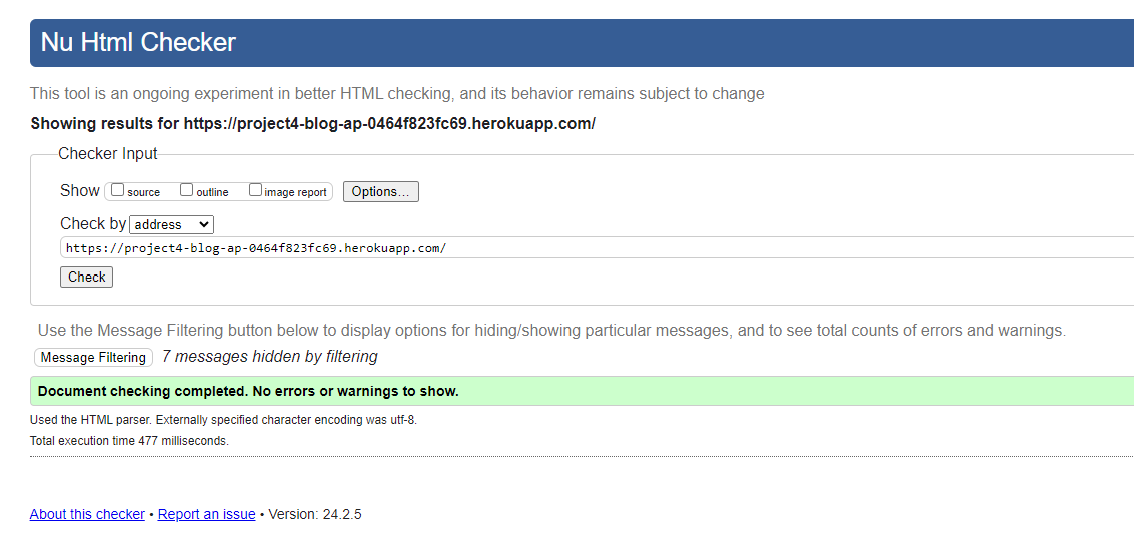 Nu Html Checker
This tool is an ongoing experiment in better HTML checking, and its behavior remains subject to change
Showing results for https://project4-blog-ap-0464f823fc69.herokuapp.com/
Checker Input
Show source outline image report Options...
Check by address
https://project4-blog-ap-0464f823fc69.herokuapp.com/
Check
Use the Message Filtering button below to display options for hiding/showing particular messages, and to see total counts of errors and warnings.
Message Filtering 7 messages hidden by filtering
Document checking completed. No errors or warnings to show.
Used the HTML parser. Externally specified character encoding was utf-8.
Total execution time 477 milliseconds.
About this checker • Report an issue • Version: 24.2.5